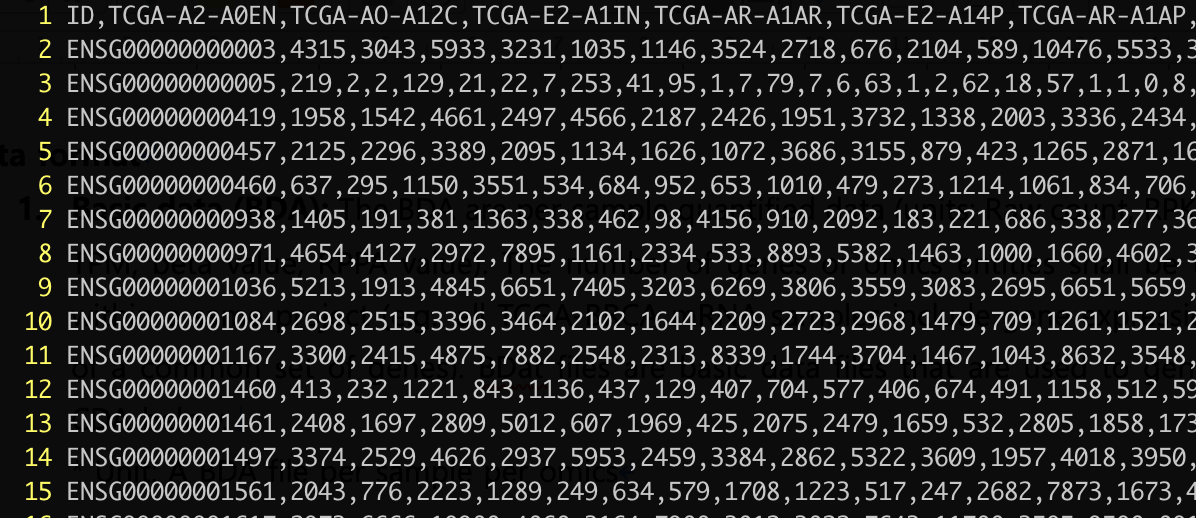 1 ID,TCGA-A2-A0EN,TCGA-AO-A12C,TCGA-E2-A1IN,TCGA-AR-A1AR,TCGA-E2-A14P,TCGA-AR-A1AP,
2 ENSG00000000003,4315,3043,5933,3231,1035,1146,3524,2718,676,2104,589,10476,5533,3
3 ENSG00000000005,219,2,2,129,21,22,7,253,41,95,1,7,79,7,6,63,1,2,62,18,57,1,1,0,8,
4 ENSG00000000419,1958,1542,4661,2497,4566,2187,2426,1951,3732,1338,2003,3336,2434,
5 ENSG00000000457,2125,2296,3389,2095,1134,1626,1072,3686,3155,879,423,1265,2871,16
6 ENSG00000000460,637,295,1150,3551,534,684,952,653,1010,479,273,1214,1061,834,706,
7 ENSG00000000938,1405,191,381,1363,338,462,98,4156,910,2092,183,221,686,338,277,30
8 ENSG00000000971,4654,4127,2972,7895,1161,2334,533,8893,5382,1463,1000,1660,4602,3
9 ENSG00000001036,5213,1913,4845,6651,7405,3203,6269,3806,3559,3083,2695,6651,5659,
10 ENSG00000001084,2698,2515,3396,3464,2102,1644,2209,2723,2968,1479,709,1261,1521,2
11 ENSG00000001167,3300,2415,4875,7882,2548,2313,8339,1744,3704,1467,1043,8632,3548,
12 ENSG00000001460,413,232,1221,843,1136,437,129,407,704,577,406,674,491,1158,512,59
13 ENSG00000001461,2408,1697,2809,5012,607,1969,425,2075,2479,1659,532,2805,1858,173
14 ENSG00000001497,3374,2529,4626,2937,5953,2459,3384,2862,5322,3609,1957,4018,3950,
15 ENSG00000001561,2043,776,2223,1289,249,634,579,1708,1223,517,247,2682,7873,1673,4